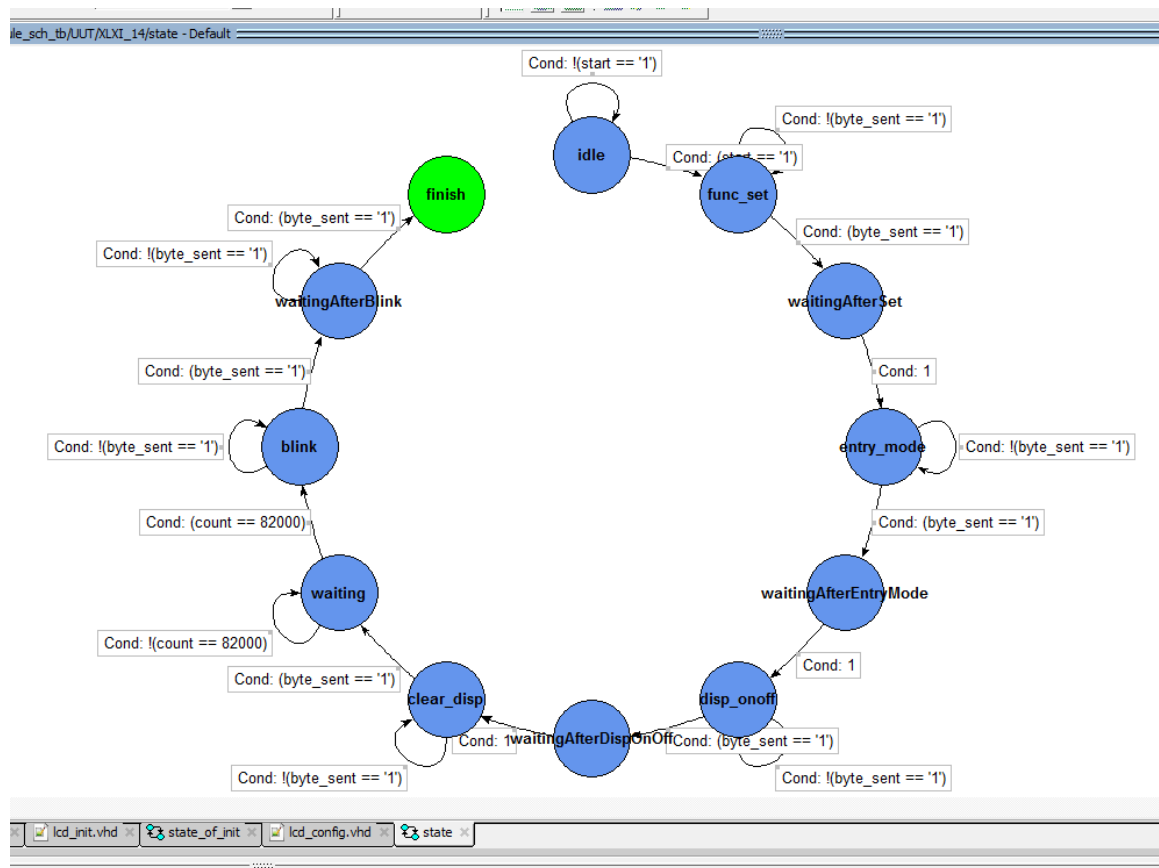 ule_sch_tb/UUT/XLXI_14/state - Default
Cond: !(start == '1')
idle
Cond: (start == '1')
Cond: !(byte_sent == '1')
func_set
Cond: (byte_sent == '1')
waitingAfterSet
Cond: 1
entry_mode
Cond: !(byte_sent == '1')
Cond: (byte_sent == '1')
waitingAfterEntryMode
Cond: 1
disp_onoff
Cond: (byte_sent == '1')
Cond: !(byte_sent == '1')
waitingAfterDispOnOff
Cond: 1
clear_disp
Cond: !(byte_sent == '1')
Cond: (byte_sent == '1')
waiting
Cond: !(count == 82000)
Cond: (count == 82000)
blink
Cond: !(byte_sent == '1')
Cond: (byte_sent == '1')
waitingAfterBlink
Cond: !(byte_sent == '1')
Cond: (byte_sent == '1')
finish
lcd_init.vhd
state_of_init
lcd_config.vhd
state